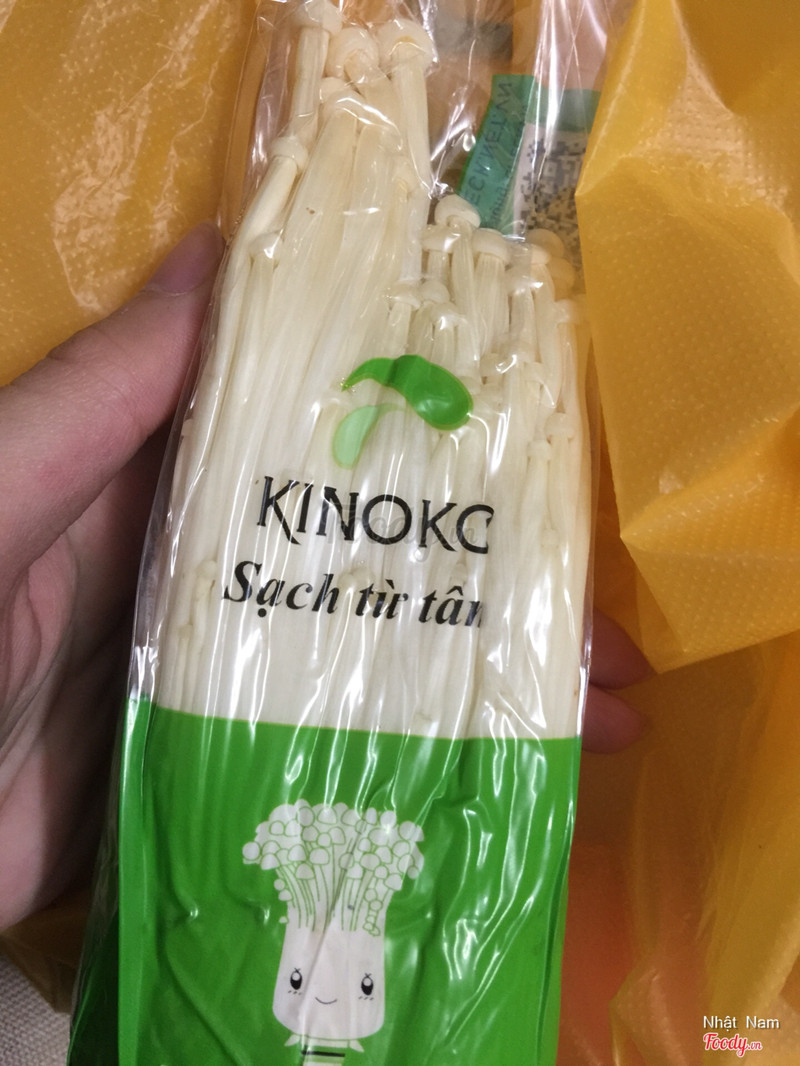 KINOKO
Sạch từ tâm
Nhật Nam
Foody.vn